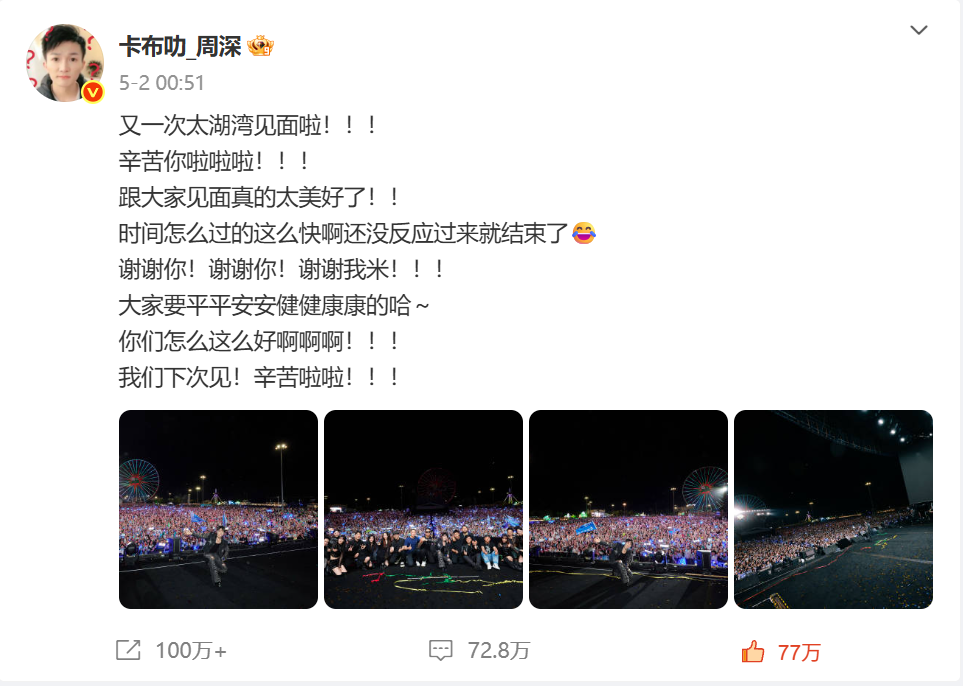 卡布叻_周深
5-2 00:51
又一次太湖湾见面啦！！！
辛苦你啦啦啦！！！
跟大家见面真的太美好了！！
时间怎么过的这么快啊还没反应过来就结束了😂
谢谢你！谢谢你！谢谢我米！！！
大家要平平安安健健康康的哈～
你们怎么这么好啊啊啊！！！
我们下次见！辛苦啦啦！！！
100万+
72.8万
77万